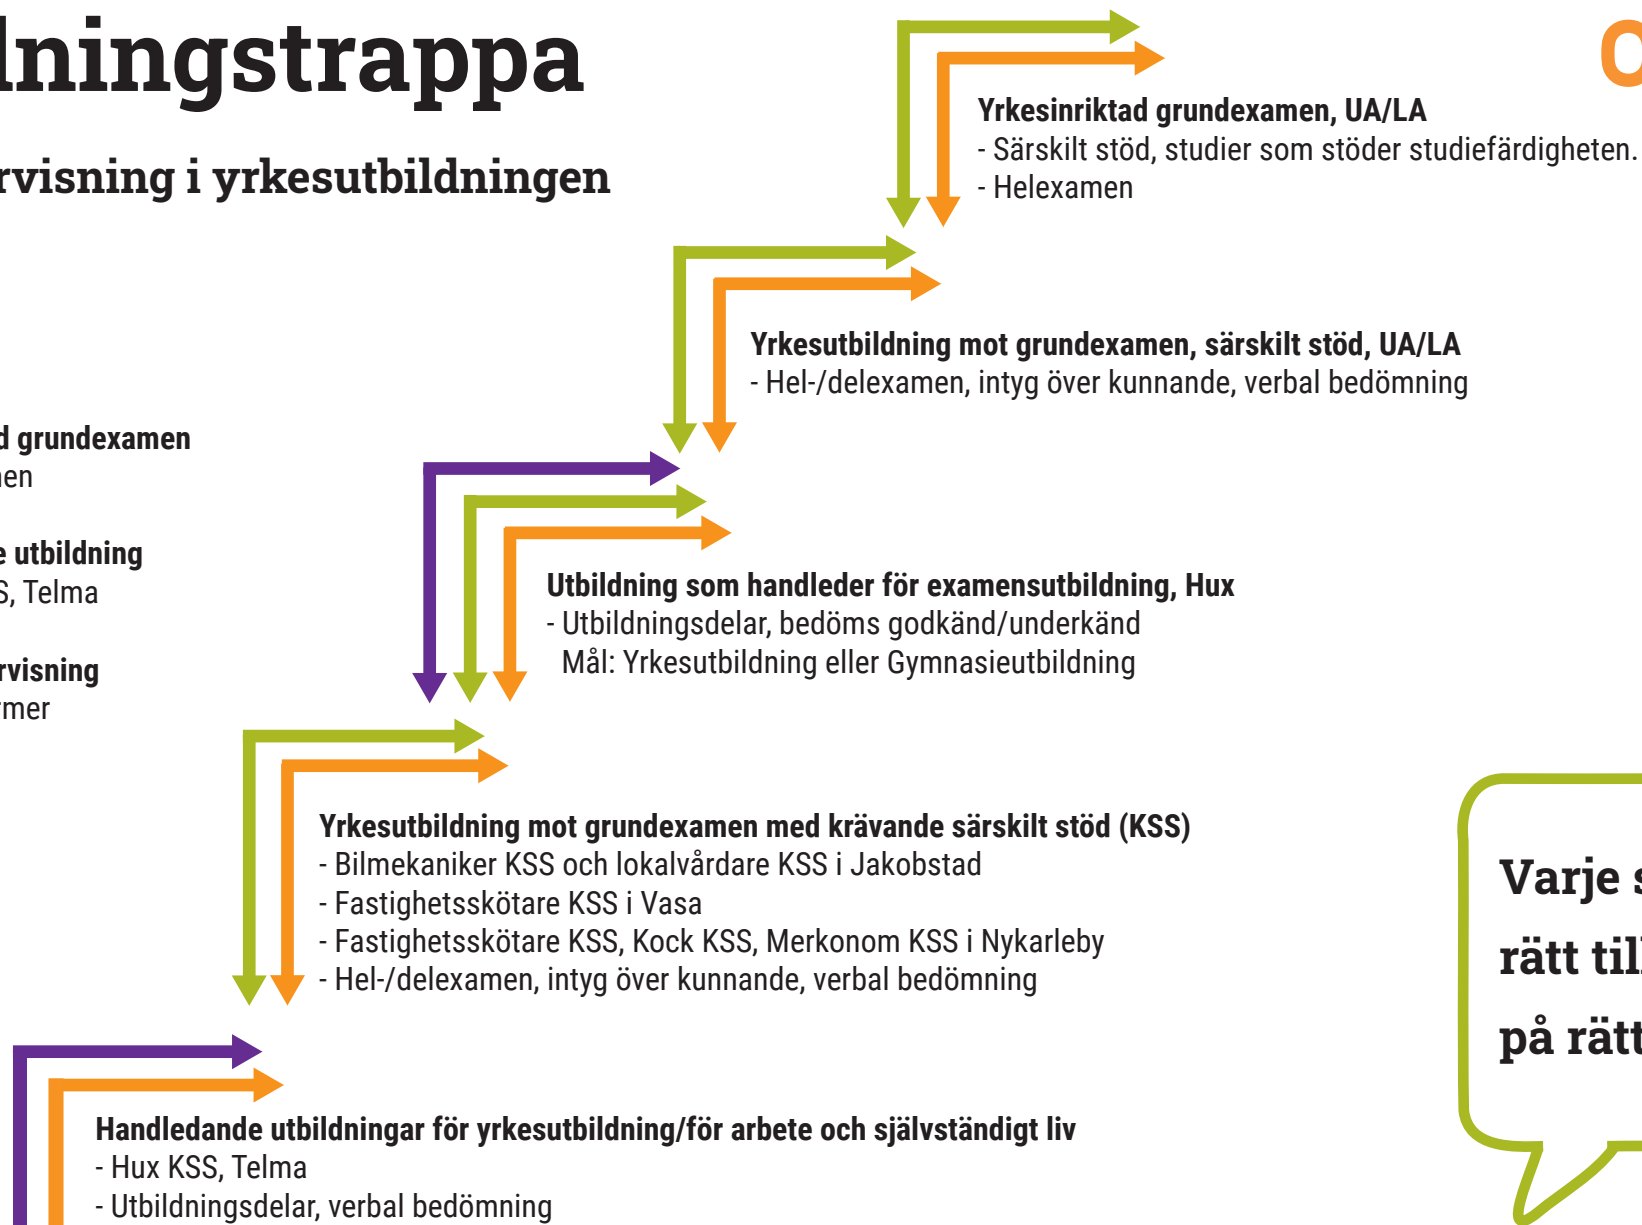 lningstrappa
rvisning i yrkesutbildningen
d grundexamen
en
e utbildning
S, Telma
rvisning
rmer
Yrkesinriktad grundexamen, UA/LA
- Särskilt stöd, studier som stöder studiefärdigheten.
- Helexamen
Yrkesutbildning mot grundexamen, särskilt stöd, UA/LA
- Hel-/delexamen, intyg över kunnande, verbal bedömning
Utbildning som handleder för examensutbildning, Hux
- Utbildningsdelar, bedöms godkänd/underkänd
Mål: Yrkesutbildning eller Gymnasieutbildning
Yrkesutbildning mot grundexamen med krävande särskilt stöd (KSS)
- Bilmekaniker KSS och lokalvårdare KSS i Jakobstad
- Fastighetsskötare KSS i Vasa
- Fastighetsskötare KSS, Kock KSS, Merkonom KSS i Nykarleby
- Hel-/delexamen, intyg över kunnande, verbal bedömning
Handledande utbildningar för yrkesutbildning/för arbete och självständigt liv
- Hux KSS, Telma
- Utbildningsdelar, verbal bedömning
Varje s
rätt til
på rätt